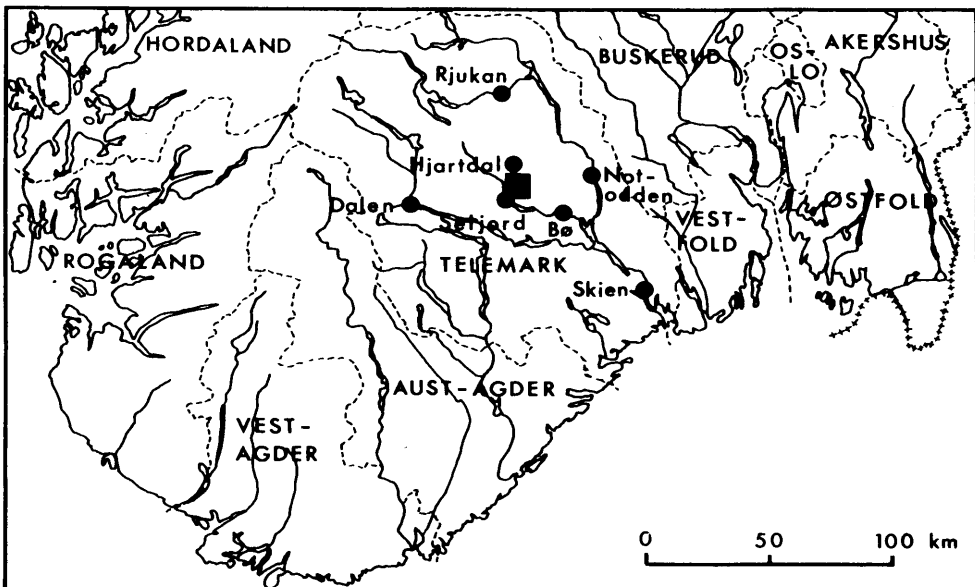 HORDALAND
BUSKERUD
OS-
LO
AKERSHUS
Rjukan
Hjartdal
Not-
odden
Dalen
Seljord
Bø
VEST-
FOLD
ØSTFOLD
ROGALAND
TELEMARK
Skien
AUST-AGDER
VEST-
AGDER
0 50 100 km